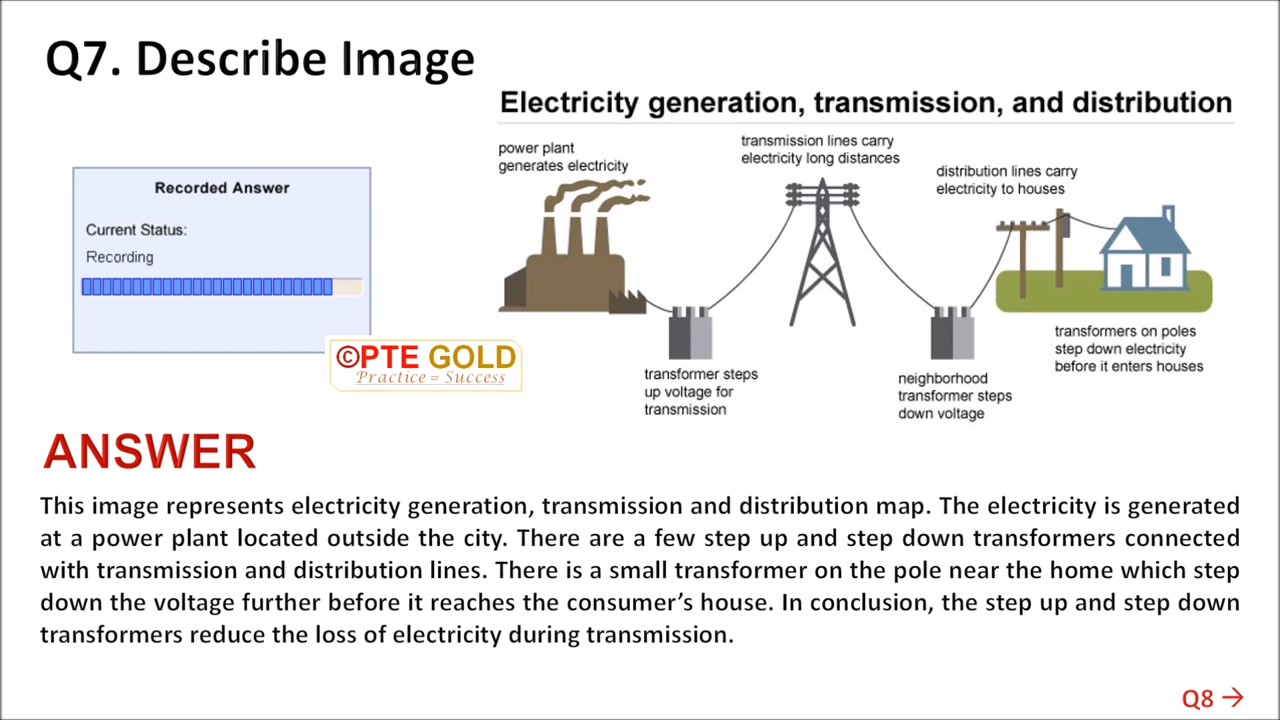 Q7. Describe Image
Electricity generation, transmission, and distribution
power plant
generates electricity
transmission lines carry
electricity long distances
distribution lines carry
electricity to houses
Recorded Answer
Current Status:
Recording
transformer steps
up voltage for
transmission
neighborhood
transformer steps
down voltage
transformers on poles
step down electricity
before it enters houses
©PTE GOLD
Practice = Success
ANSWER
This image represents electricity generation, transmission and distribution map. The electricity is generated
at a power plant located outside the city. There are a few step up and step down transformers connected
with transmission and distribution lines. There is a small transformer on the pole near the home which step
down the voltage further before it reaches the consumer’s house. In conclusion, the step up and step down
transformers reduce the loss of electricity during transmission.
Q8 →